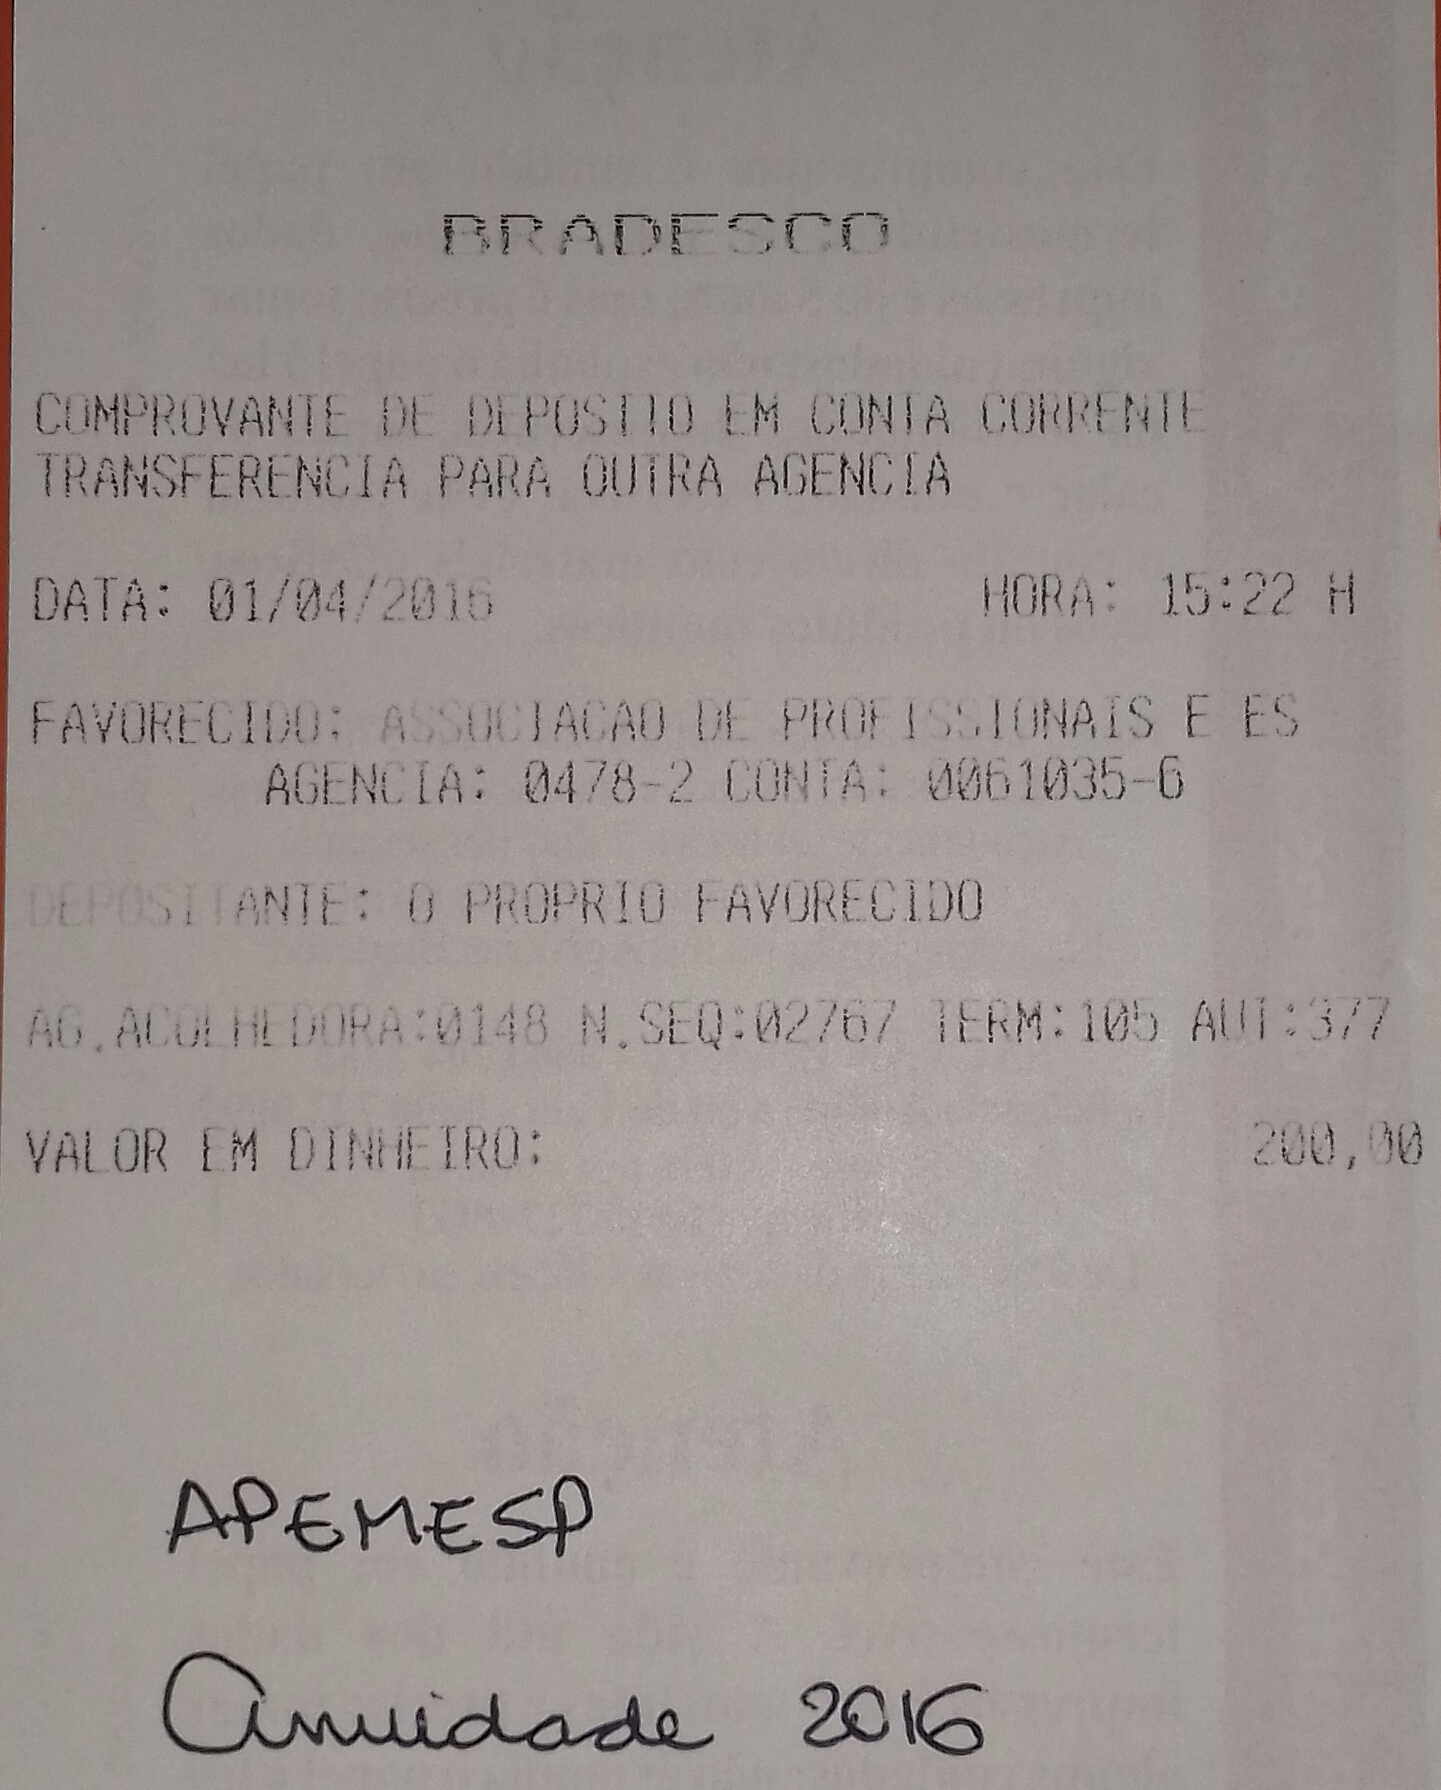 BRADESCO
COMPROVANTE DE DEPOSITO EM CONTA CORRENTE
TRANSFERENCIA PARA OUTRA AGENCIA
DATA: 01/04/2016 HORA: 15:22 H
FAVORECIDO: ASSOCIACAO DE PROFISSIONAIS E ES
AGENCIA: 0478-2 CONTA: 0061035-6
DEPOSITANTE: O PROPRIO FAVORECIDO
AG.ACOLHEDORA:0148 N.SEQ:02767 TERM:105 AUT:377
VALOR EM DINHEIRO: 200,00
APEMESP
Anuidade 2016